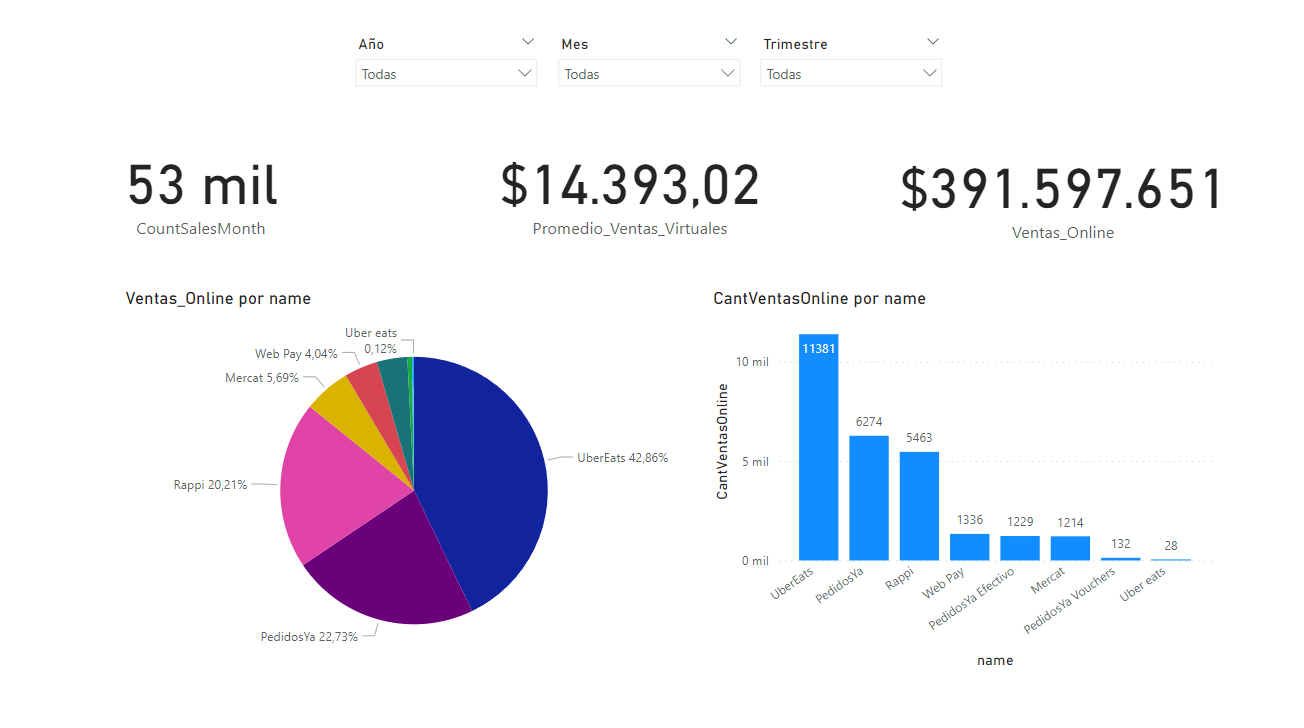 Año
Mes
Trimestre
Todas
Todas
Todas
53 mil
CountSalesMonth
$14.393,02
Promedio_Ventas_Virtuales
$391.597.651
Ventas_Online
Ventas_Online por name
Uber eats
0,12%
Web Pay 4,04%
Mercat 5,69%
UberEats 42,86%
Rappi 20,21%
PedidosYa 22,73%
CantVentasOnline por name
CantVentasOnline
10 mil
5 mil
0 mil
11381
6274
5463
1336
1229
1214
132
28
UberEats
PedidosYa
Rappi
Web Pay
PedidosYa Efectivo
Mercat
PedidosYa Vouchers
Uber eats
name